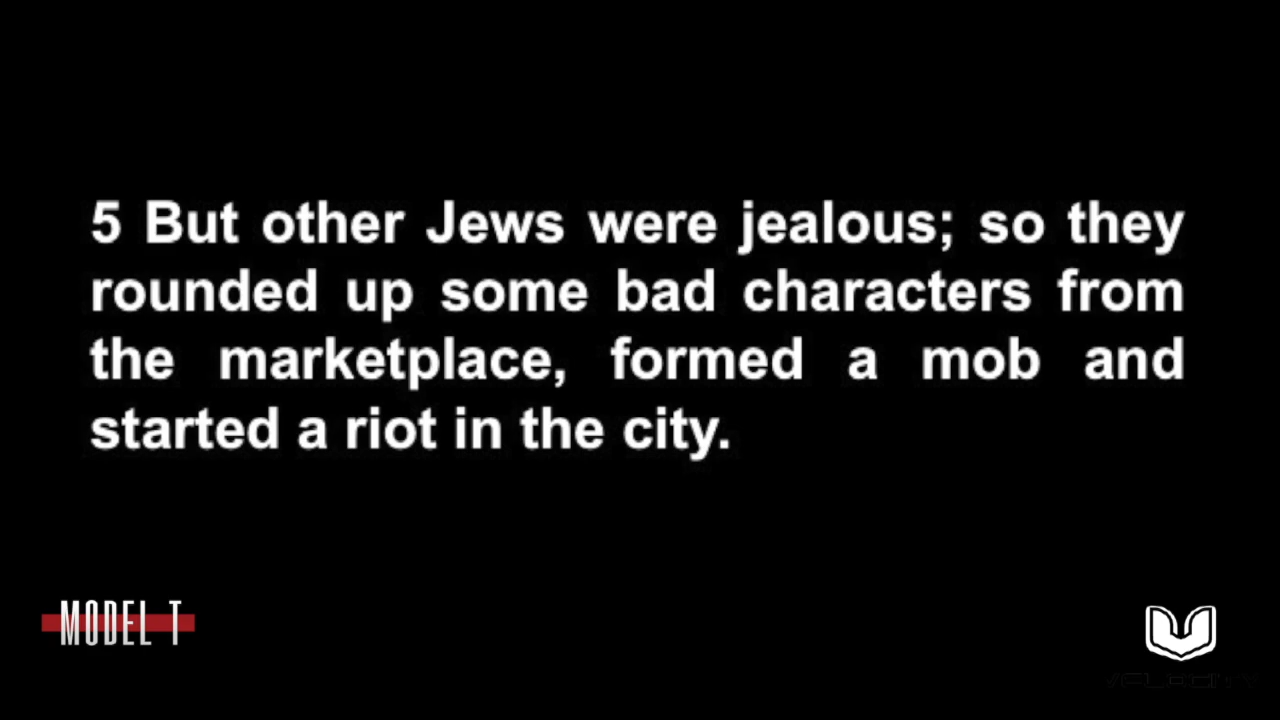 5 But other Jews were jealous; so they
rounded up some bad characters from
the marketplace, formed a mob and
started a riot in the city.
MODEL T